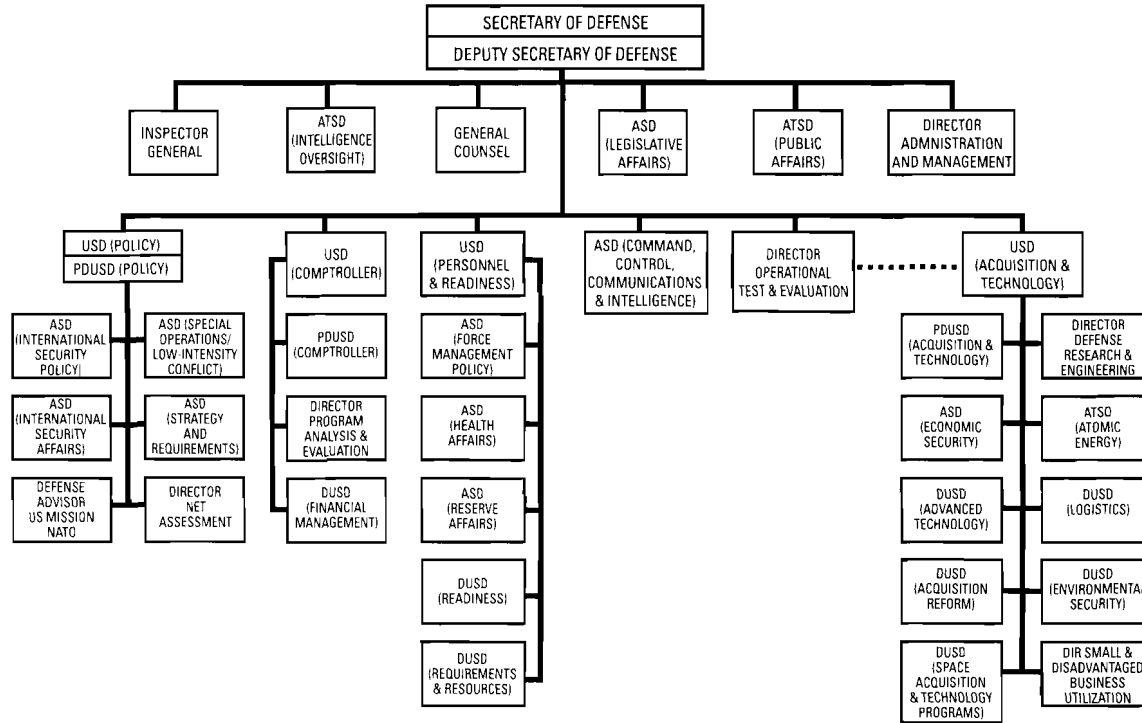 SECRETARY OF DEFENSE
DEPUTY SECRETARY OF DEFENSE
INSPECTOR
GENERAL
ATSD
(INTELLIGENCE
OVERSIGHT)
GENERAL
COUNSEL
ASD
(LEGISLATIVE
AFFAIRS)
ATSD
(PUBLIC
AFFAIRS)
DIRECTOR
ADMNISTRATION
AND MANAGEMENT
USD (POLICY)
PDUSD (POLICY)
ASD
(INTERNATIONAL
SECURITY
POLICY)
ASD (SPECIAL
OPERATIONS/
LOW-INTENSITY
CONFLICT)
ASD
(INTERNATIONAL
SECURITY
AFFAIRS)
ASD
(STRATEGY
AND
REQUIREMENTS)
DEFENSE
ADVISOR
US MISSION
NATO
DIRECTOR
NET
ASSESSMENT
USD
(COMPTROLLER)
PDUSD
(COMPTROLLER)
DIRECTOR
PROGRAM
ANALYSIS &
EVALUATION
DUSD
(FINANCIAL
MANAGEMENT)
USD
(PERSONNEL
& READINESS)
ASD
(FORCE
MANAGEMENT
POLICY)
ASD
(HEALTH
AFFAIRS)
ASD
(RESERVE
AFFAIRS)
DUSD
(READINESS)
DUSD
(REQUIREMENTS
& RESOURCES)
ASD (COMMAND,
CONTROL,
COMMUNICATIONS
& INTELLIGENCE)
DIRECTOR
OPERATIONAL
TEST & EVALUATION
USD
(ACQUISITION &
TECHNOLOGY)
PDUSD
(ACQUISITION &
TECHNOLOGY)
DIRECTOR
DEFENSE
RESEARCH &
ENGINEERING
ASD
(ECONOMIC
SECURITY)
ATSO
(ATOMIC
ENERGY)
DUSD
(ADVANCED
TECHNOLOGY)
DUSD
(LOGISTICS)
DUSD
(ACQUISITION
REFORM)
DUSD
(ENVIRONMENTA
SECURITY)
DUSD
(SPACE
ACQUISITION
& TECHNOLOGY
PROGRAMS)
DIR SMALL &
DISADVANTAGED
BUSINESS
UTILIZATION